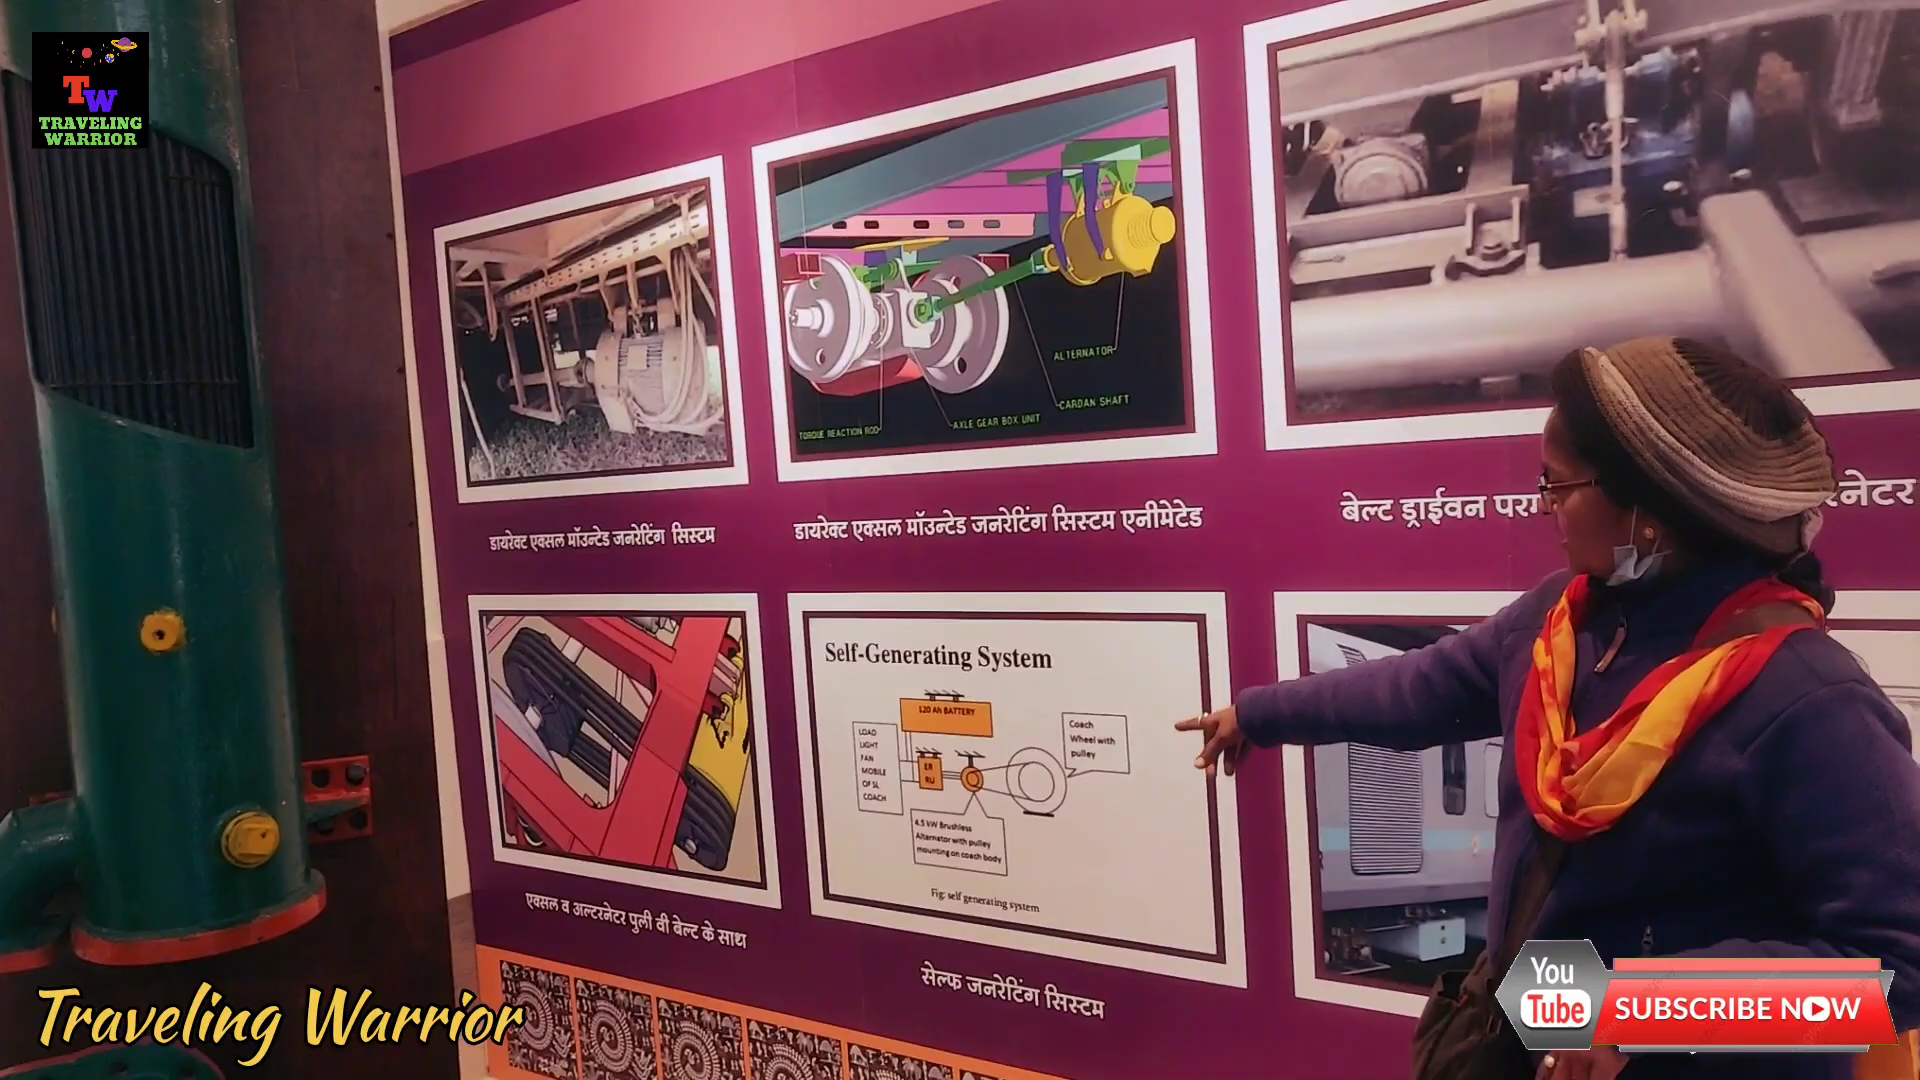 TW
TRAVELING
WARRIOR
ALTERNATOR
CARDAN SHAFT
AXLE GEAR BOX UNIT
TORQUE REACTION ROD
डायरेक्ट एक्सल मॉउन्टेड जनरेटिंग सिस्टम
डायरेक्ट एक्सल मॉउन्टेड जनरेटिंग सिस्टम एनीमेटेड
बेल्ट ड्राईवन
Self-Generating System
120 Ah BATTERY
LOAD
LIGHT
FAN
MOBILE
OF SL
COACH
ER
RU
Coach
Wheel with
pulley
4.5 kW Brushless
Altarnator with pulley
mounting on coach body
Fig: self generating system
एक्सल व अल्टरनेटर पुली वी बेल्ट के साथ
सेल्फ जनरेटिंग सिस्टम
Traveling Warrior
You
Tube
SUBSCRIBE NOW